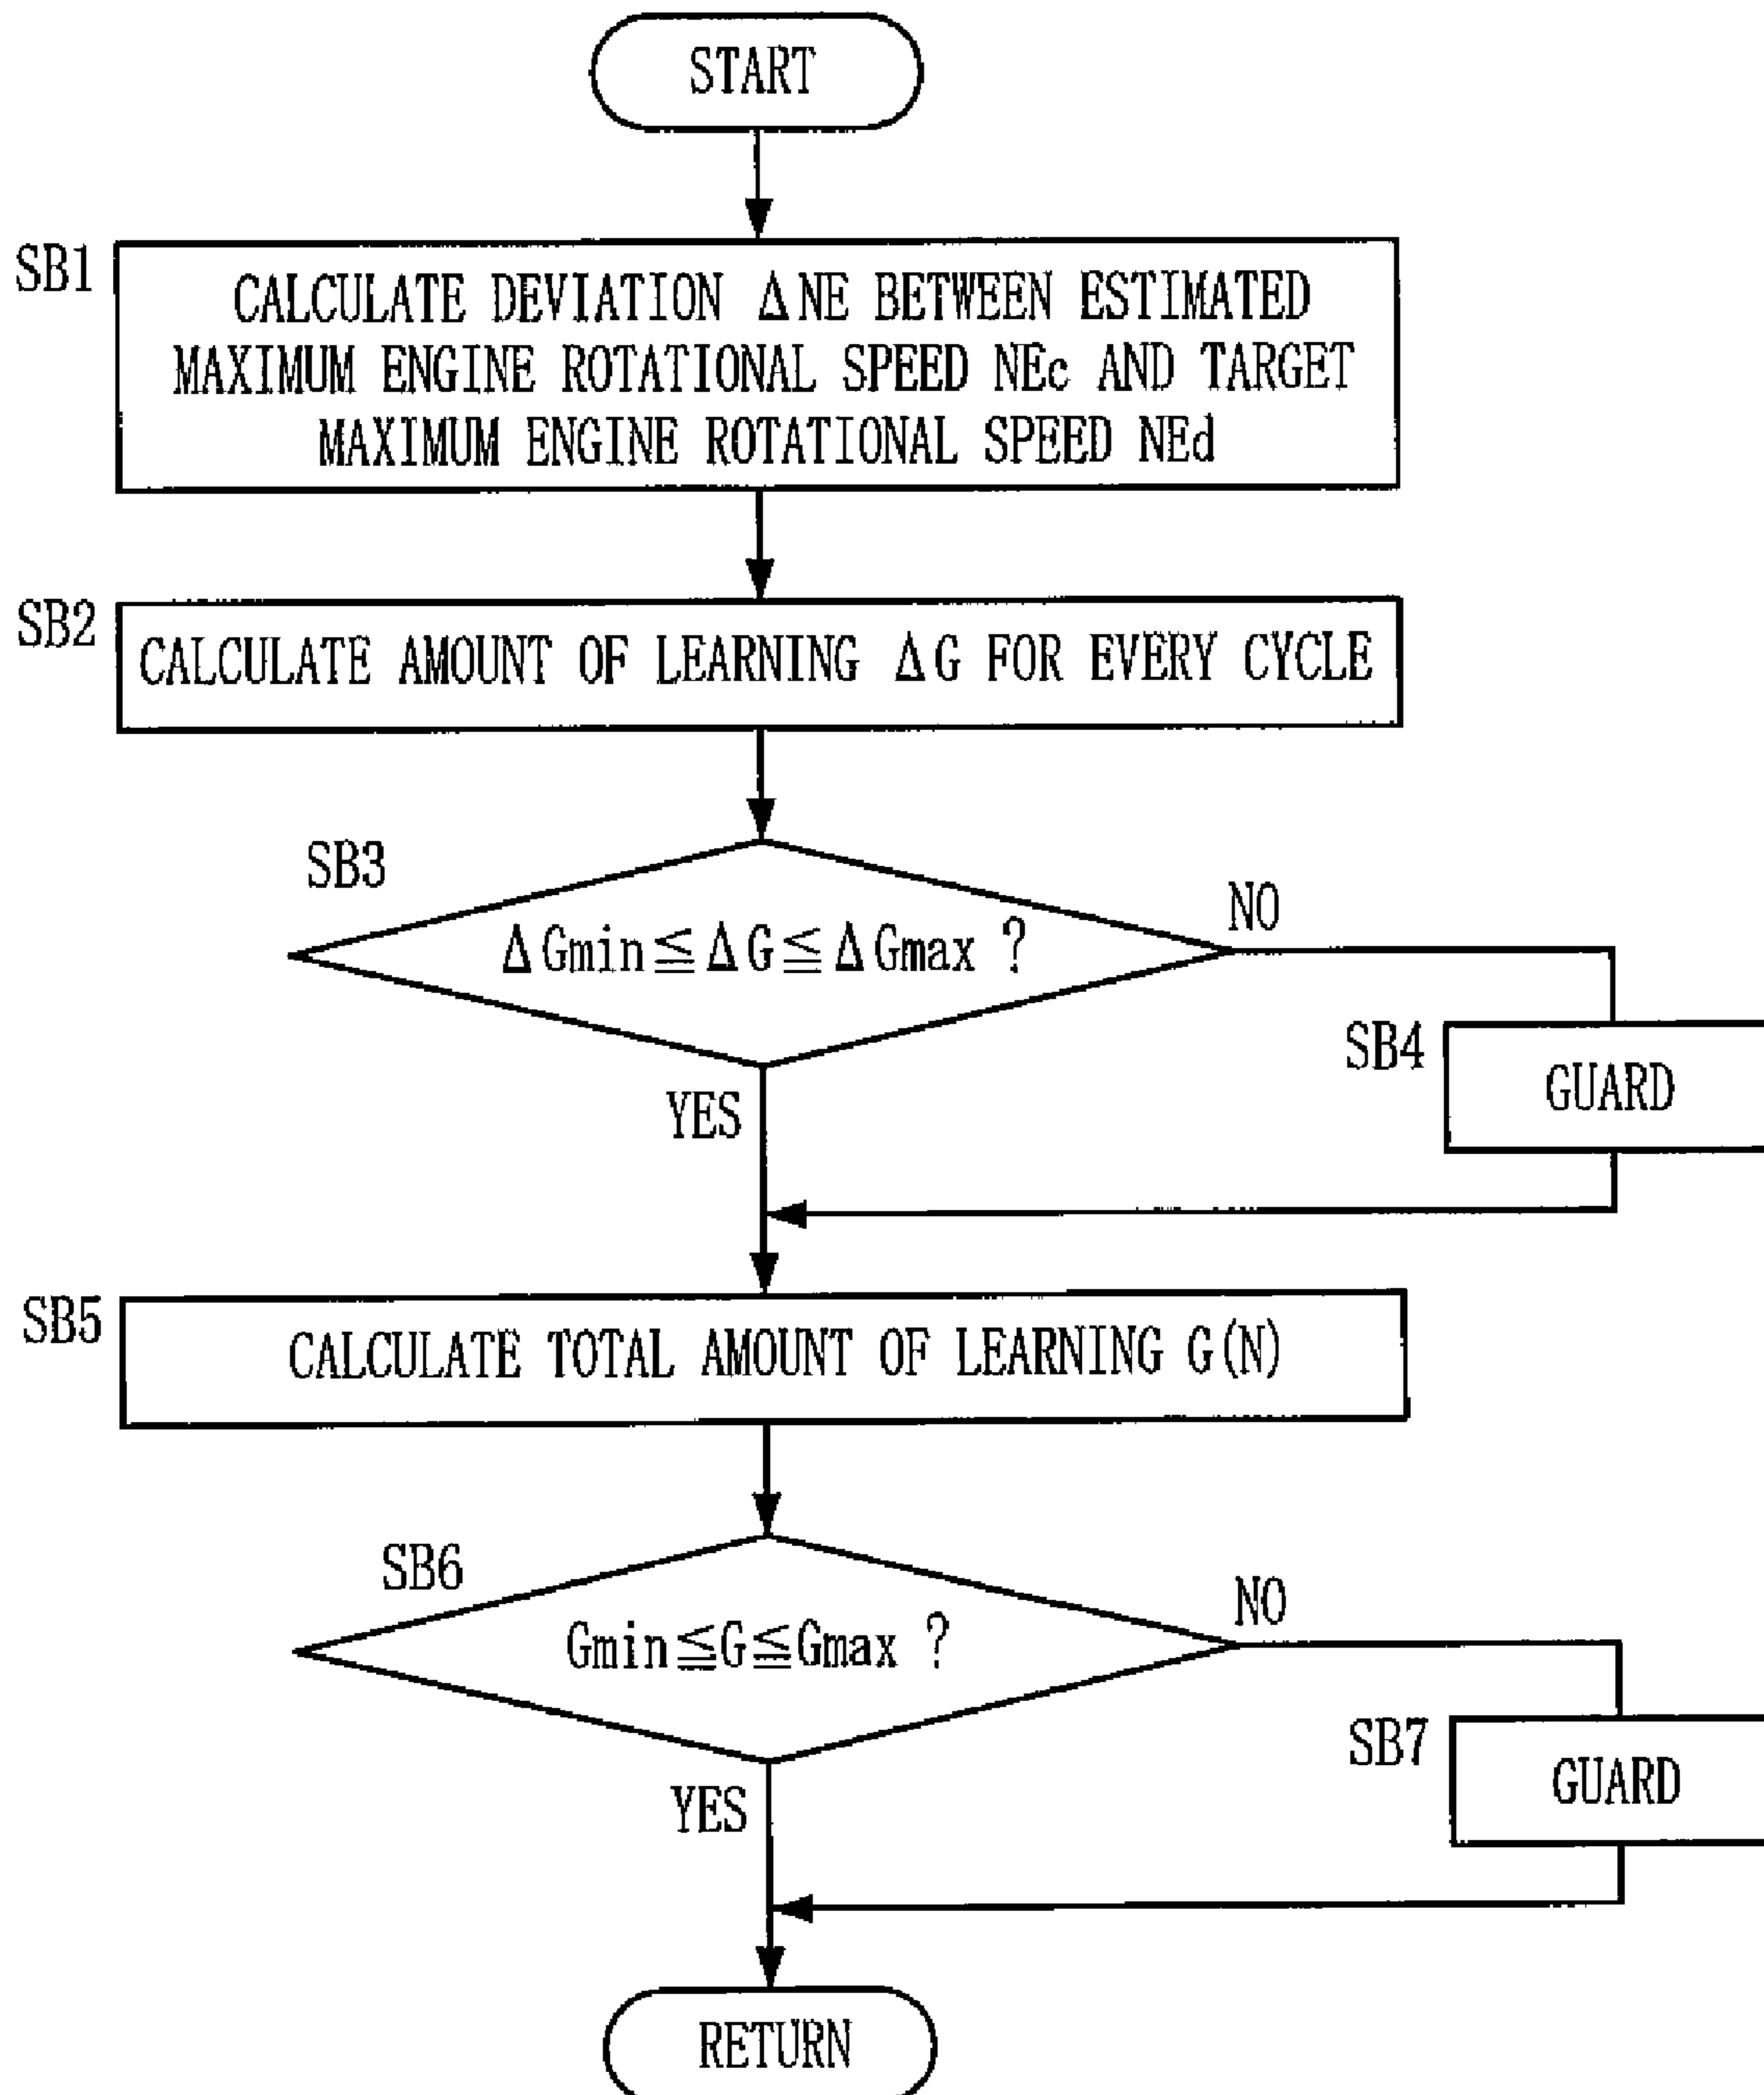 START
SB1
CALCULATE DEVIATION ΔNE BETWEEN ESTIMATED
MAXIMUM ENGINE ROTATIONAL SPEED NEc AND TARGET
MAXIMUM ENGINE ROTATIONAL SPEED NEd
SB2
CALCULATE AMOUNT OF LEARNING ΔG FOR EVERY CYCLE
SB3
ΔGmin≦ΔG≦ΔGmax ?
NO
SB4
GUARD
YES
SB5
CALCULATE TOTAL AMOUNT OF LEARNING G(N)
SB6
Gmin≦G≦Gmax ?
NO
SB7
GUARD
YES
RETURN